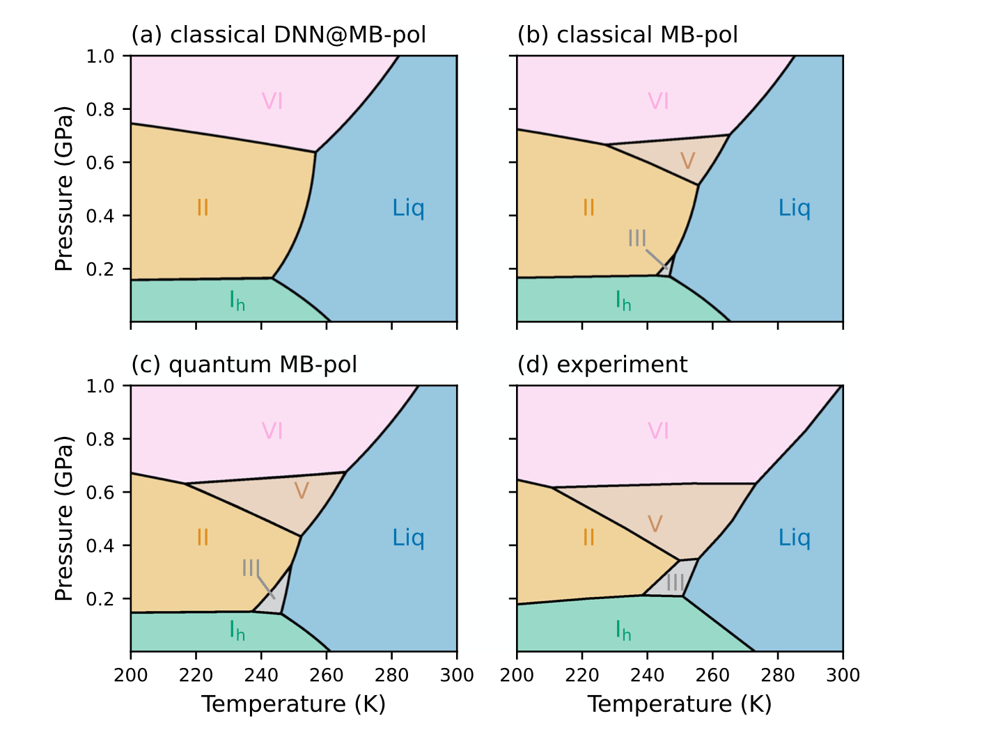 (a) classical DNN@MB-pol
(b) classical MB-pol
1.0
0.8
0.6
0.4
0.2
Pressure (GPa)
VI
II
Liq
Ih
VI
V
II
III
Liq
Ih
(c) quantum MB-pol
(d) experiment
1.0
0.8
0.6
0.4
0.2
Pressure (GPa)
VI
V
II
III
Liq
Ih
VI
V
II
III
Liq
Ih
200 220 240 260 280 300
200 220 240 260 280 300
Temperature (K)
Temperature (K)